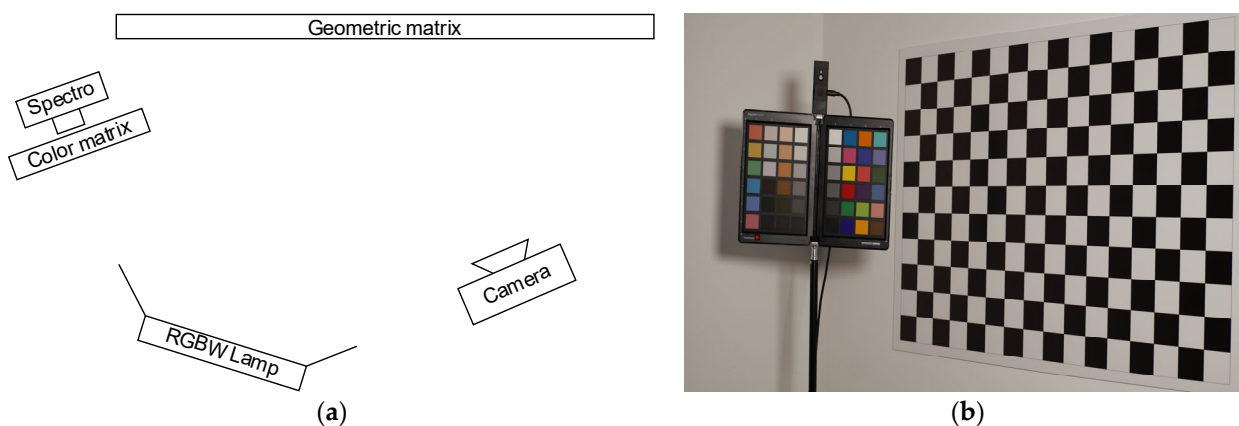 Geometric matrix
Spectro
Color matrix
Camera
RGBW Lamp
(a)
(b)